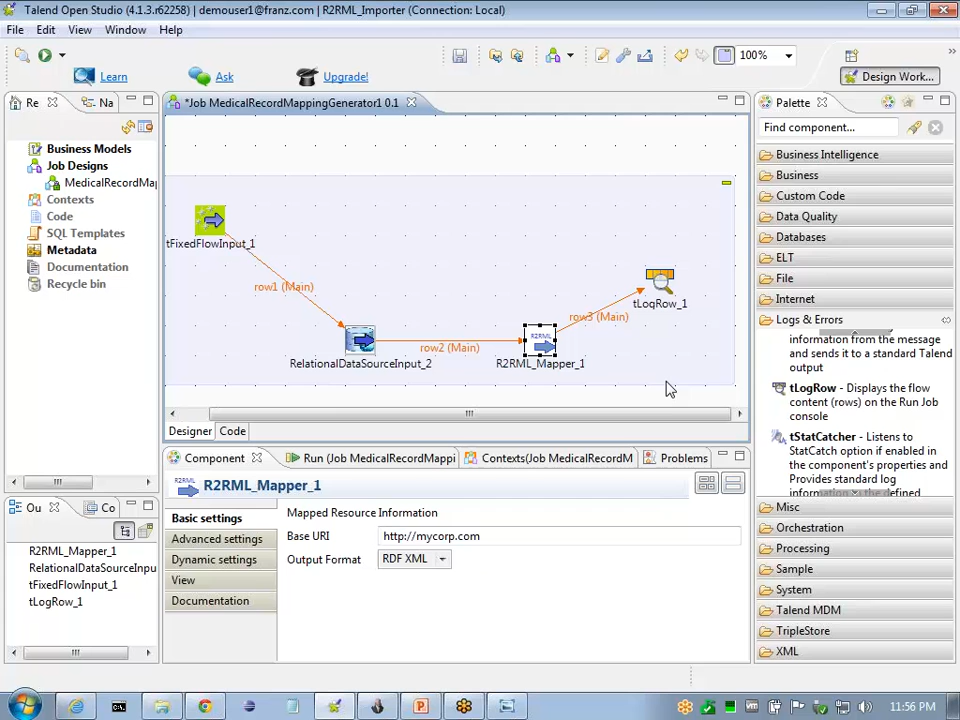 Talend Open Studio (4.1.3.r62258) | demouser1@franz.com | R2RML_Importer (Connection: Local)
File Edit View Window Help
100%
Learn Ask Upgrade! Design Work...
Re Na *Job MedicalRecordMappingGenerator1 0.1 Palette
Find component...
Business Models
Job Designs
MedicalRecordMap
Contexts
Code
SQL Templates
Metadata
Documentation
Recycle bin
tFixedFlowInput_1
row1 (Main)
RelationalDataSourceInput_2
row2 (Main)
R2RML
R2RML_Mapper_1
row3 (Main)
tLogRow_1
Designer Code
Business Intelligence
Business
Custom Code
Data Quality
Databases
ELT
File
Internet
Logs & Errors
information from the message
and sends it to a standard Talend
output
tLogRow - Displays the flow
content (rows) on the Run Job
console
tStatCatcher - Listens to
StatCatch option if enabled
in the component's properties and
Provides standard log
information the defined
Misc
Orchestration
Processing
Sample
System
Talend MDM
TripleStore
XML
Ou Co
R2RML_Mapper_1
RelationalDataSourceInpu
tFixedFlowInput_1
tLogRow_1
Component Run (Job MedicalRecordMappi Contexts(Job MedicalRecordM Problems
R2RML
R2RML_Mapper_1
Basic settings
Advanced settings
Dynamic settings
View
Documentation
Mapped Resource Information
Base URI http://mycorp.com
Output Format RDF XML
11:56 PM